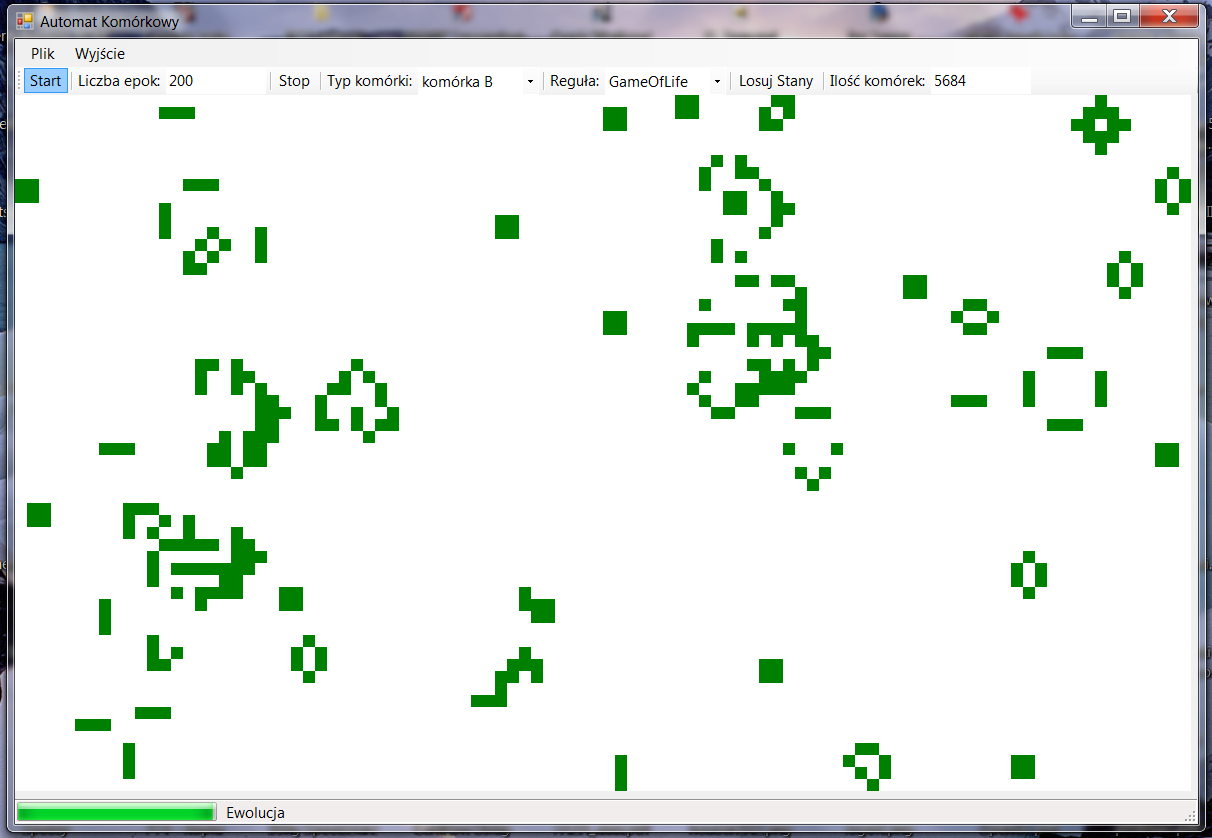 Automat Komórkowy
Plik Wyjście
Start Liczba epok: 200 Stop Typ komórki: komórka B Reguła: GameOfLife Losuj Stany Ilość komórek: 5684
Ewolucja